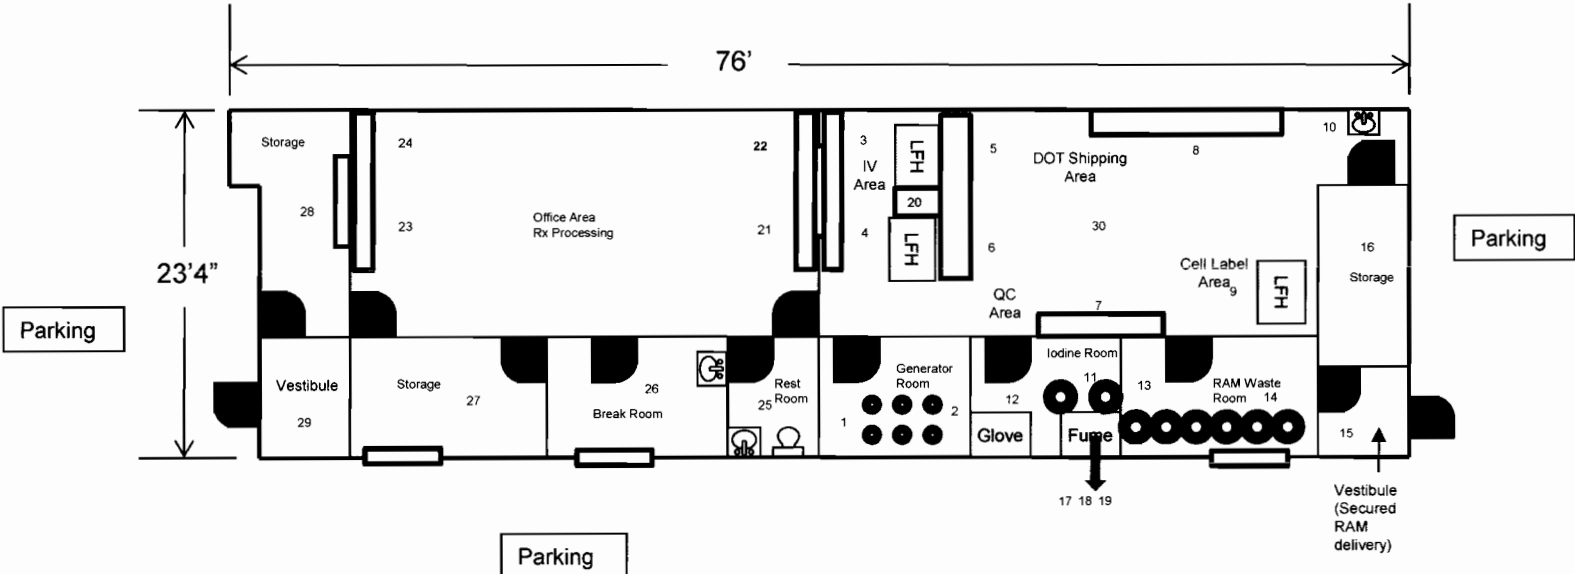 76'
Storage
24
22
3
IV
Area
LFH
5
DOT Shipping
Area
8
10
28
23
Office Area
Rx Processing
21
4
20
LFH
6
30
Cell Label
Area
9
LFH
16
Storage
Parking
23'4"
QC
Area
7
Parking
Vestibule
29
Storage
27
26
Break Room
Rest
Room
25
Generator
Room
1
2
Iodine Room
11
12
Glove
Fume
13
RAM Waste
Room
14
15
17 18 19
Vestibule
(Secured
RAM
delivery)
Parking